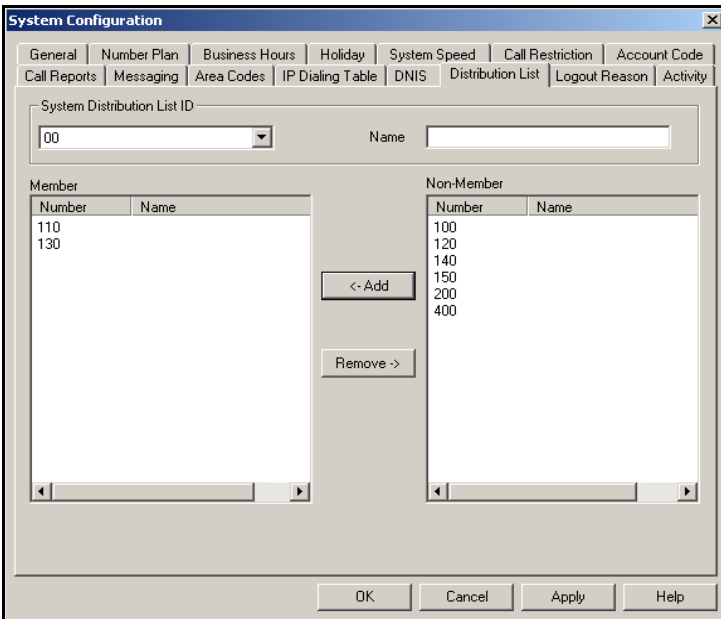 System Configuration
General Number Plan Business Hours Holiday System Speed Call Restriction Account Code
Call Reports Messaging Area Codes IP Dialing Table DNIS Distribution List Logout Reason Activity
System Distribution List ID
00 Name
Member
Number Name
110
130
<- Add
Remove ->
Non-Member
Number Name
100
120
140
150
200
400
OK Cancel Apply Help